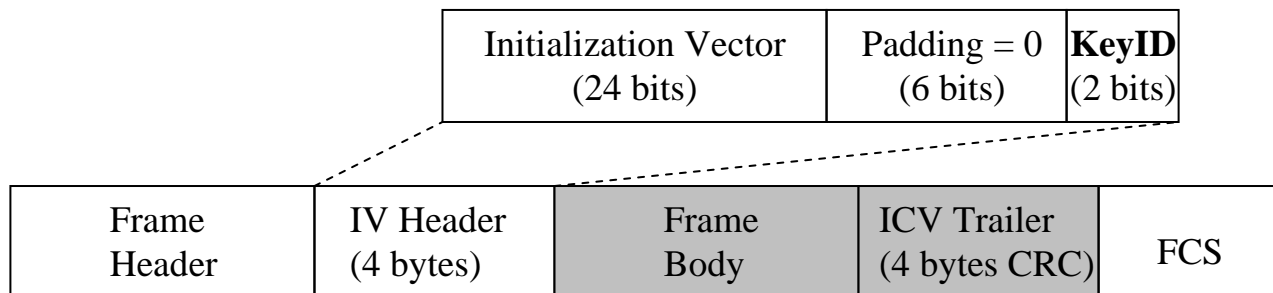 Initialization Vector
(24 bits)
Padding = 0
(6 bits)
KeyID
(2 bits)
Frame
Header
IV Header
(4 bytes)
Frame
Body
ICV Trailer
(4 bytes CRC)
FCS